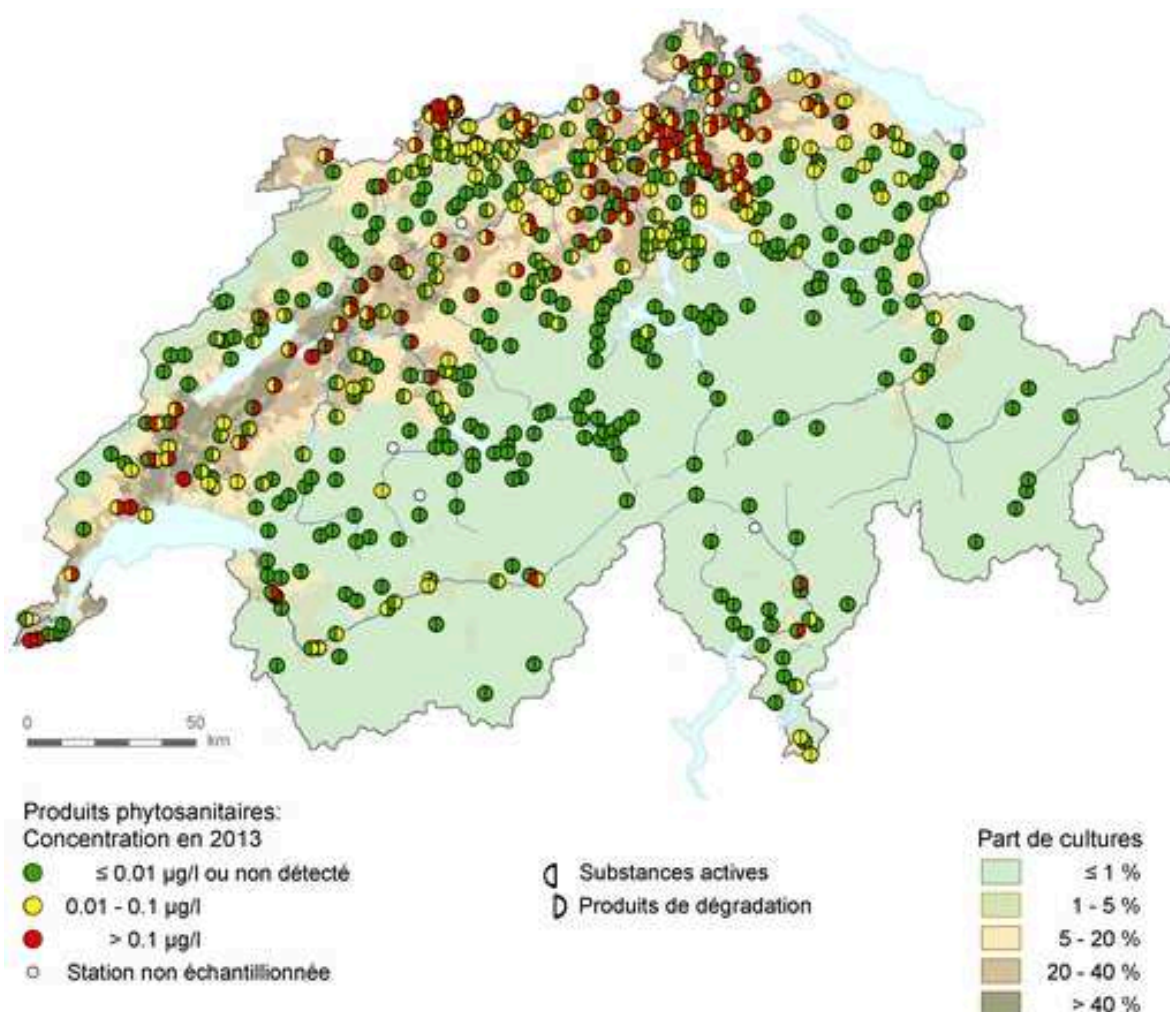 0 50
km
Produits phytosanitaires:
Concentration en 2013
≤ 0.01 µg/l ou non détecté
0.01 - 0.1 µg/l
> 0.1 µg/l
Station non échantillionnée
Substances actives
Produits de dégradation
Part de cultures
≤ 1 %
1 - 5 %
5 - 20 %
20 - 40 %
> 40 %